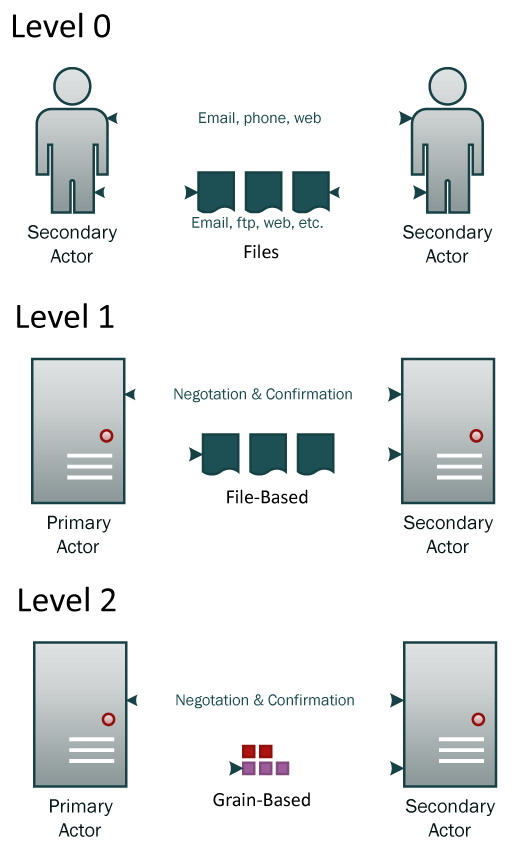 Level 0
Email, phone, web
Email, ftp, web, etc.
Files
Secondary
Actor
Secondary
Actor
Level 1
Negotation & Confirmation
File-Based
Primary
Actor
Secondary
Actor
Level 2
Negotation & Confirmation
Grain-Based
Primary
Actor
Secondary
Actor